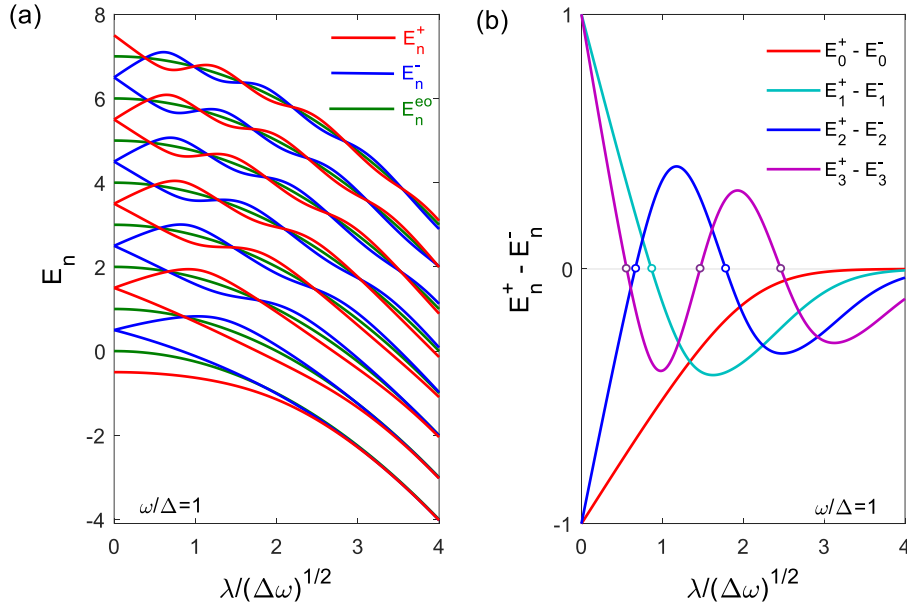 (a)
8
6
4
2
0
-2
-4
E_n
E_n^+
E_n^-
E_n^{eo}
ω/Δ=1
0 1 2 3 4
λ/(Δω)^{1/2}
(b)
1
0
-1
E_n^+ - E_n^-
E_0^+ - E_0^-
E_1^+ - E_1^-
E_2^+ - E_2^-
E_3^+ - E_3^-
ω/Δ=1
0 1 2 3 4
λ/(Δω)^{1/2}